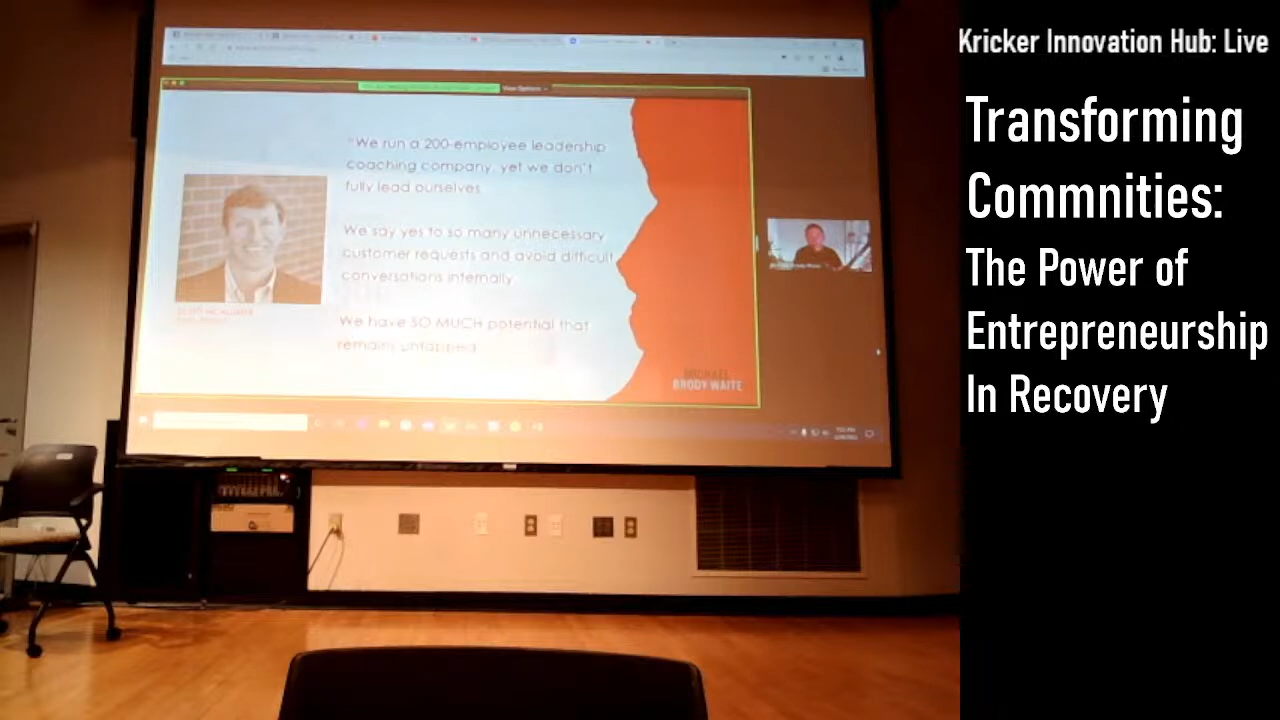 Kricker Innovation Hub: Live
Transforming
Commnities:
The Power of
Entrepreneurship
In Recovery
View Options
"We run a 200-employee leadership
coaching company, yet we don't
fully lead ourselves.
We say yes to so many unnecessary
customer requests and avoid difficult
conversations internally.
We have SO MUCH potential that
remains untapped.
MICHAEL
BRODY WAITE